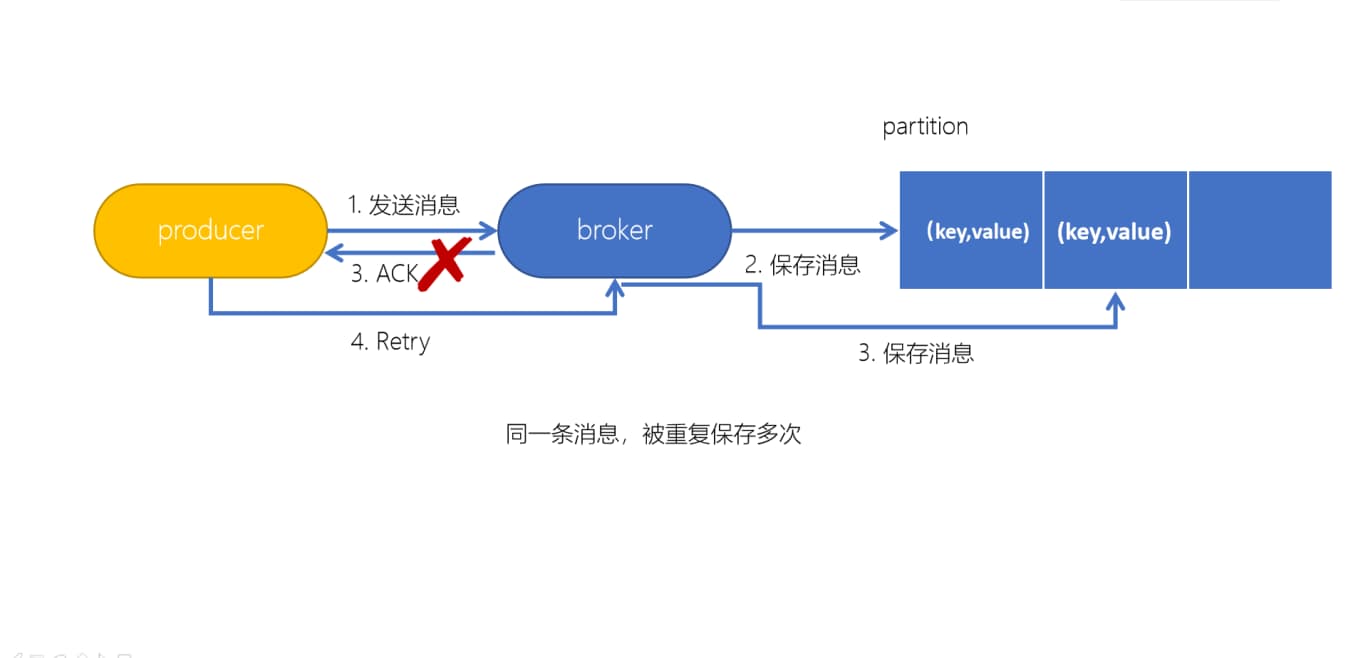 partition
1. 发送消息
producer
broker
(key,value)
(key,value)
2. 保存消息
3. ACK
4. Retry
3. 保存消息
同一条消息，被重复保存多次